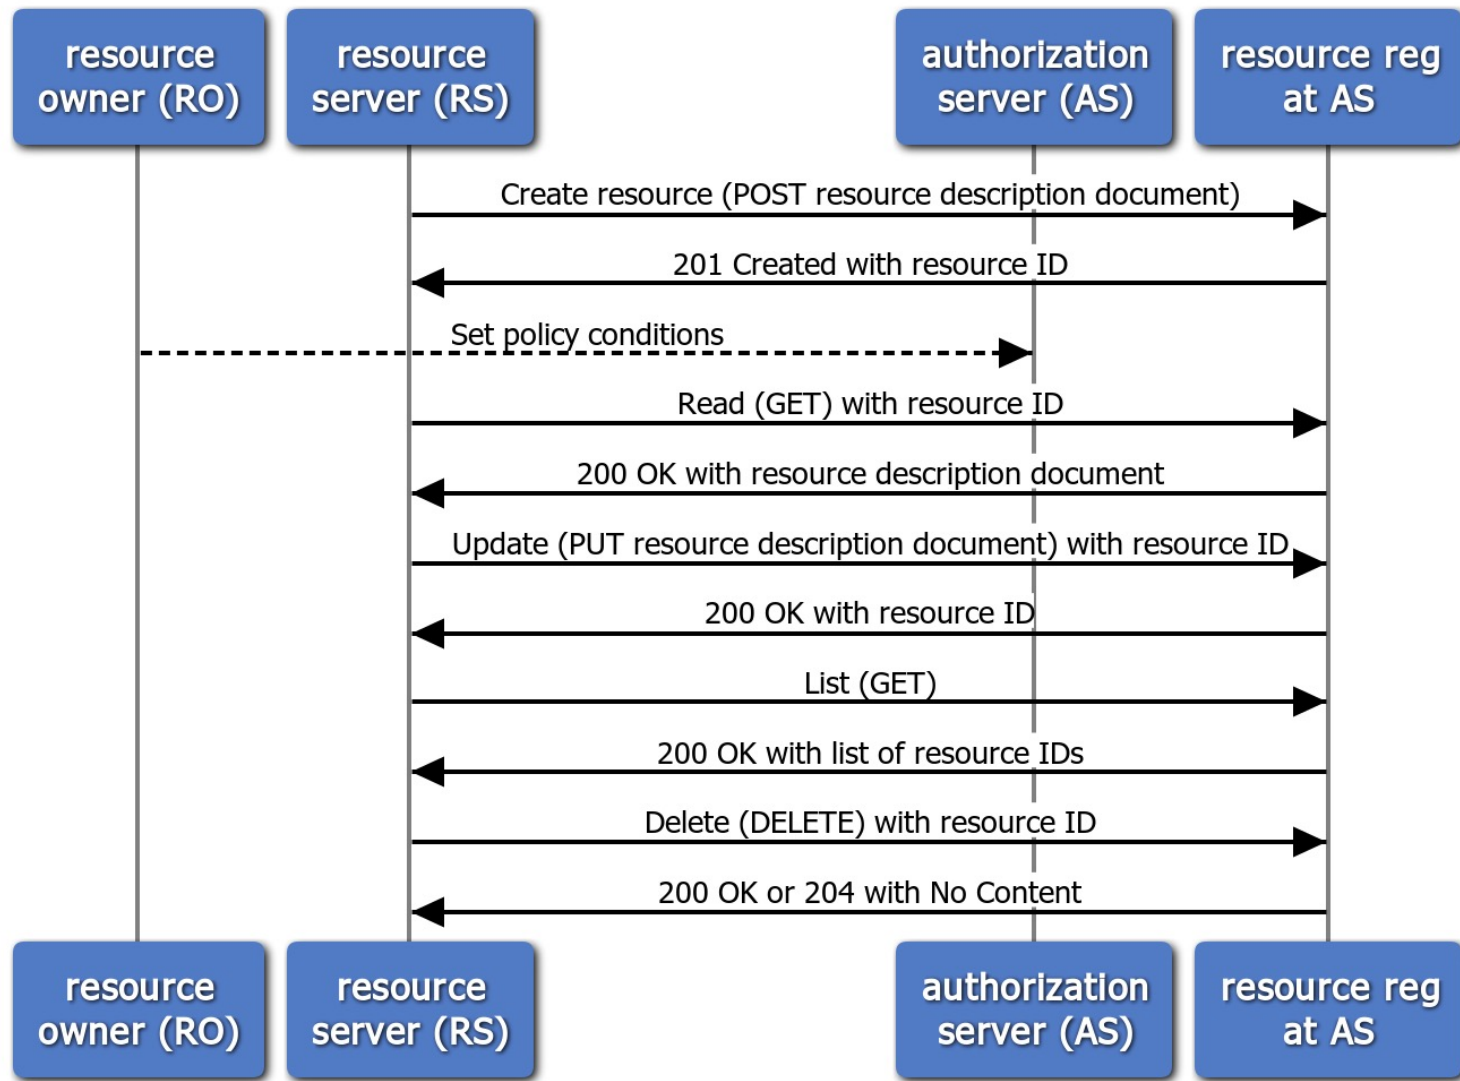 resource
owner (RO)
resource
server (RS)
authorization
server (AS)
resource reg
at AS
Create resource (POST resource description document)
201 Created with resource ID
Set policy conditions
Read (GET) with resource ID
200 OK with resource description document
Update (PUT resource description document) with resource ID
200 OK with resource ID
List (GET)
200 OK with list of resource IDs
Delete (DELETE) with resource ID
200 OK or 204 with No Content
resource
owner (RO)
resource
server (RS)
authorization
server (AS)
resource reg
at AS